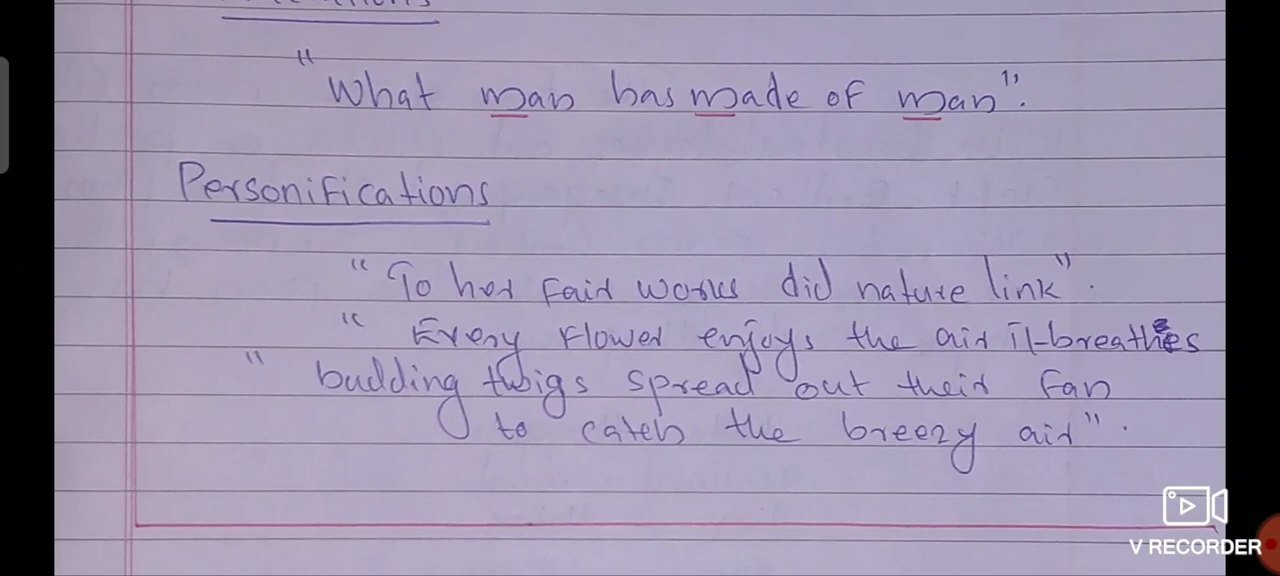 "What man has made of man".
Personifications
"To her fair works did nature link".
"Every flower enjoys the air it-breathes
"budding twigs spread out their fan
to catch the breezy air".
V RECORDER